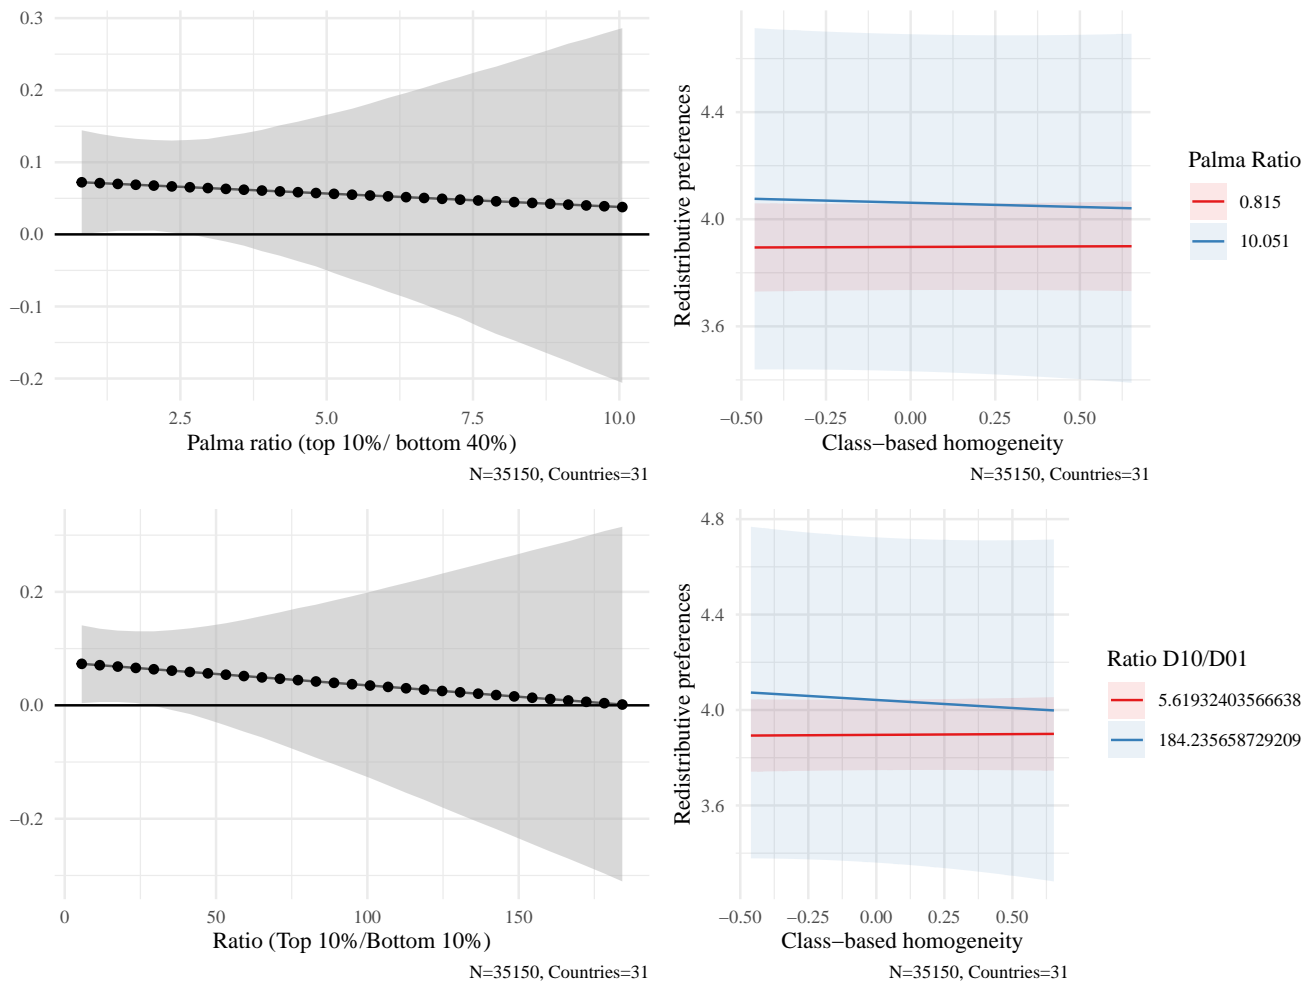 0.3
0.2
0.1
0.0
−0.1
−0.2
2.5 5.0 7.5 10.0
Palma ratio (top 10%/ bottom 40%)
N=35150, Countries=31
Redistributive preferences
4.4
4.0
3.6
−0.50 −0.25 0.00 0.25 0.50
Class−based homogeneity
N=35150, Countries=31
Palma Ratio
0.815
10.051
0.2
0.0
−0.2
0 50 100 150
Ratio (Top 10%/Bottom 10%)
N=35150, Countries=31
Redistributive preferences
4.8
4.4
4.0
3.6
−0.50 −0.25 0.00 0.25 0.50
Class−based homogeneity
N=35150, Countries=31
Ratio D10/D01
5.61932403566638
184.235658729209